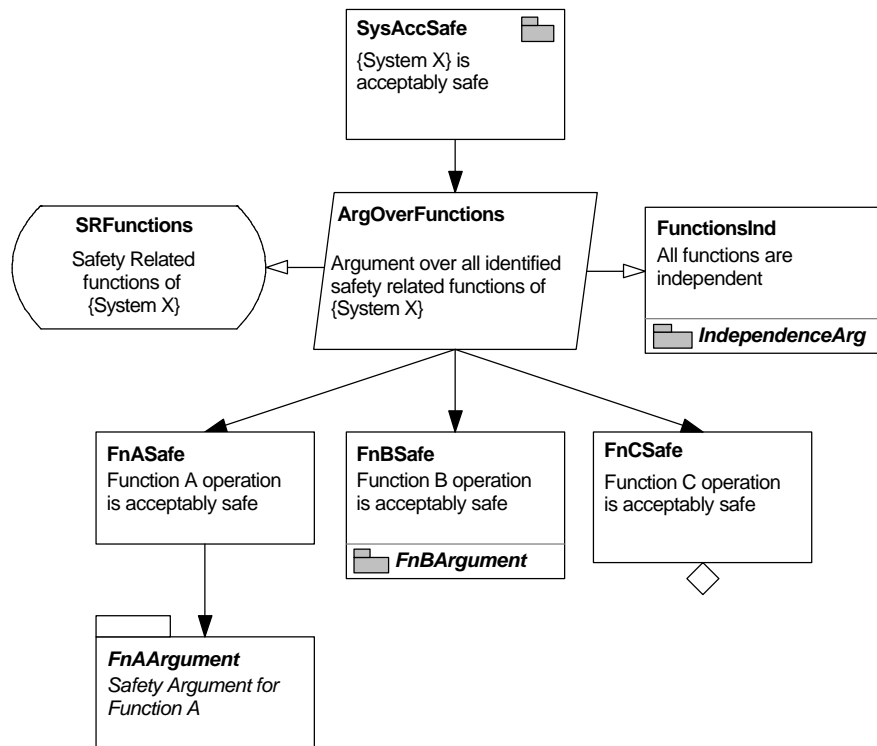 SysAccSafe
{System X} is
acceptably safe
SRFunctions
Safety Related
functions of
{System X}
ArgOverFunctions
Argument over all identified
safety related functions of
{System X}
FunctionsInd
All functions are
independent
IndependenceArg
FnASafe
Function A operation
is acceptably safe
FnBSafe
Function B operation
is acceptably safe
FnBArgument
FnCSafe
Function C operation
is acceptably safe
FnAArgument
Safety Argument for
Function A